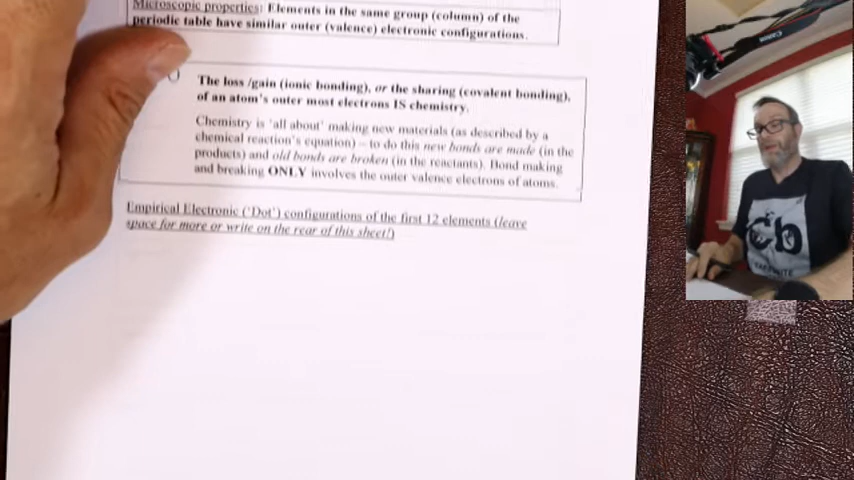 Microscopic properties: Elements in the same group (column) of the
periodic table have similar outer (valence) electronic configurations.
The loss /gain (ionic bonding), or the sharing (covalent bonding),
of an atom's outer most electrons IS chemistry.
Chemistry is 'all about' making new materials (as described by a
chemical reaction's equation) – to do this new bonds are made (in the
products) and old bonds are broken (in the reactants). Bond making
and breaking ONLY involves the outer valence electrons of atoms.
Empirical Electronic ('Dot') configurations of the first 12 elements (leave
space for more or write on the rear of this sheet!)
Cb
Canon